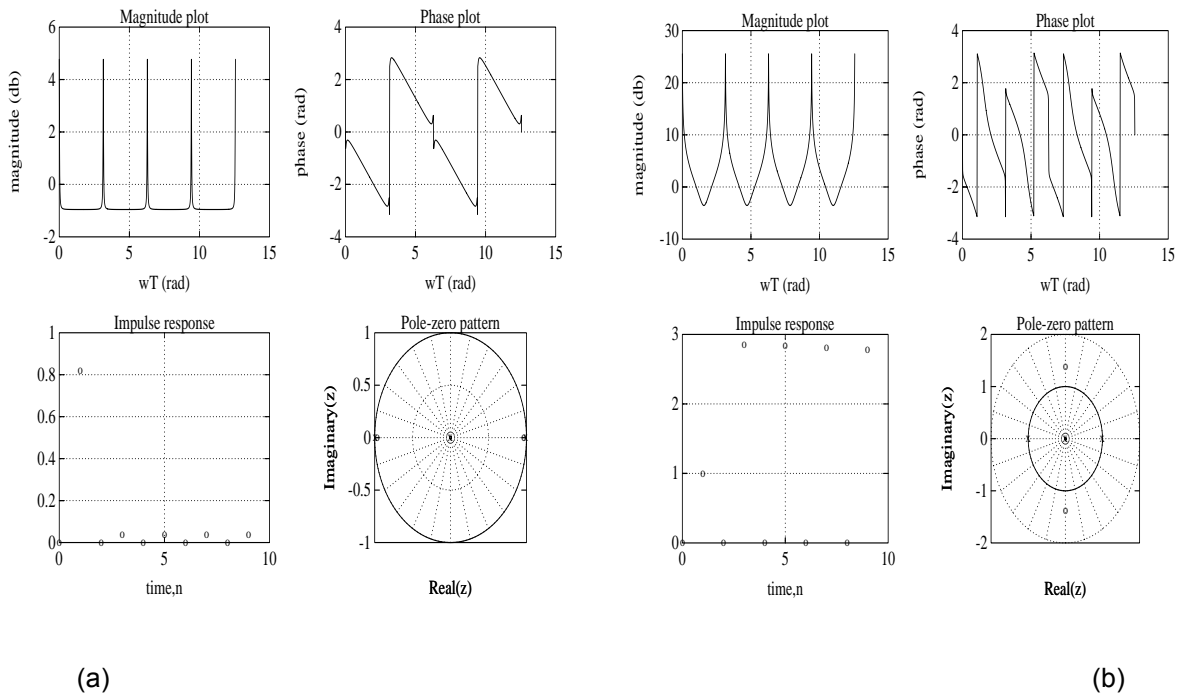 Magnitude plot
6
4
2
0
-2
0
5
10
15
magnitude (db)
wT (rad)
Phase plot
4
2
0
-2
-4
0
5
10
15
phase (rad)
wT (rad)
Magnitude plot
30
20
10
0
-10
0
5
10
15
magnitude (db)
wT (rad)
Phase plot
4
2
0
-2
-4
0
5
10
15
phase (rad)
wT (rad)
Impulse response
1
0.8
0.6
0.4
0.2
0
0
5
10
time,n
Pole-zero pattern
1
0.5
0
-0.5
-1
Imaginary(z)
Real(z)
Impulse response
3
2
1
0
0
5
10
time,n
Pole-zero pattern
2
1
0
-1
-2
Imaginary(z)
Real(z)
(a)
(b)